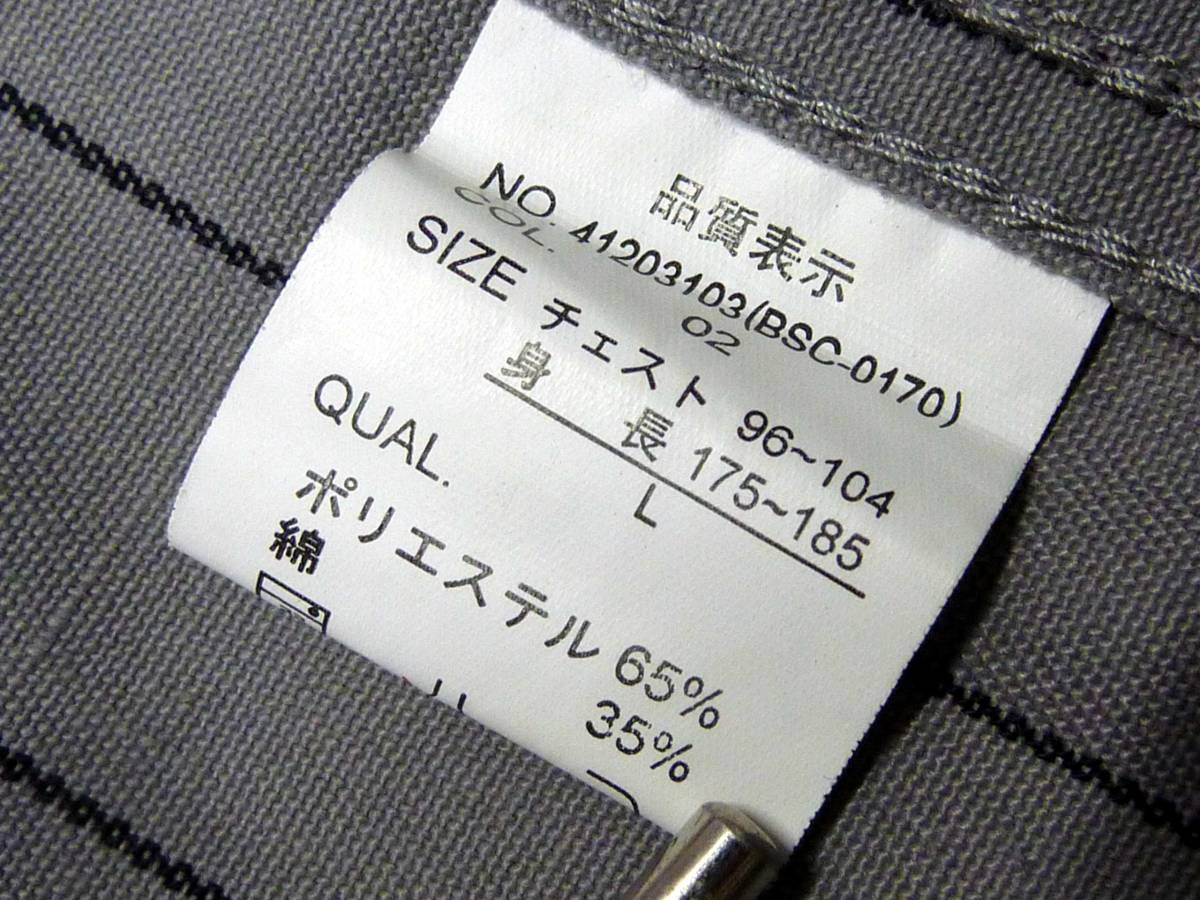 品質表示
NO. 41203103(BSC-0170)
COL. 02
SIZE チェスト 96~104
身長 175~185
L
QUAL.
ポリエステル 65%
綿 35%